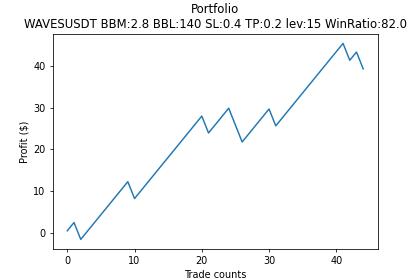 Portfolio
WAVESUSDT BBM:2.8 BBL:140 SL:0.4 TP:0.2 lev:15 WinRatio:82.0
Profit ($)
40
30
20
10
0
0 10 20 30 40
Trade counts